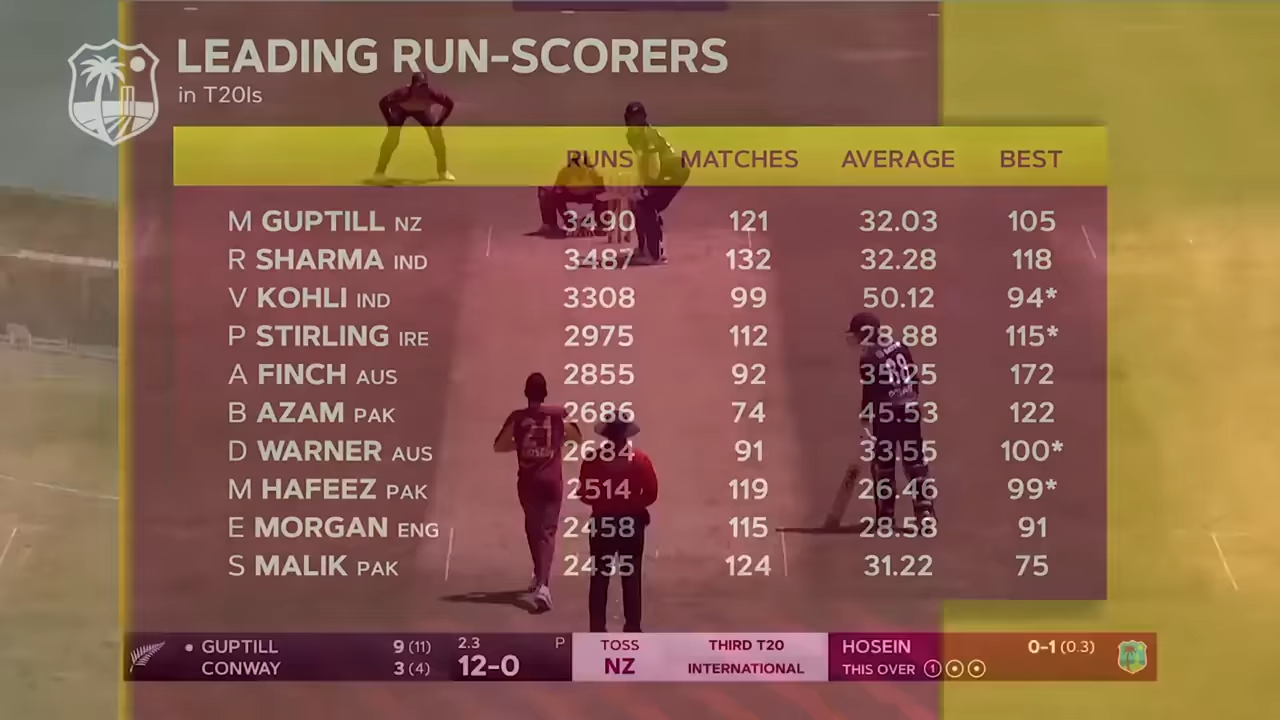 LEADING RUN-SCORERS
in T20Is
RUNS MATCHES AVERAGE BEST
M GUPTILL NZ 3490 121 32.03 105
R SHARMA IND 3487 132 32.28 118
V KOHLI IND 3308 99 50.12 94*
P STIRLING IRE 2975 112 28.88 115*
A FINCH AUS 2855 92 35.25 172
B AZAM PAK 2686 74 45.53 122
D WARNER AUS 2684 91 33.55 100*
M HAFEEZ PAK 2514 119 26.46 99*
E MORGAN ENG 2458 115 28.58 91
S MALIK PAK 2435 124 31.22 75
21
88
GUPTILL 9 (11) 2.3 P TOSS THIRD T20 HOSEIN 0-1 (0.3)
CONWAY 3 (4) 12-0 NZ INTERNATIONAL THIS OVER 1